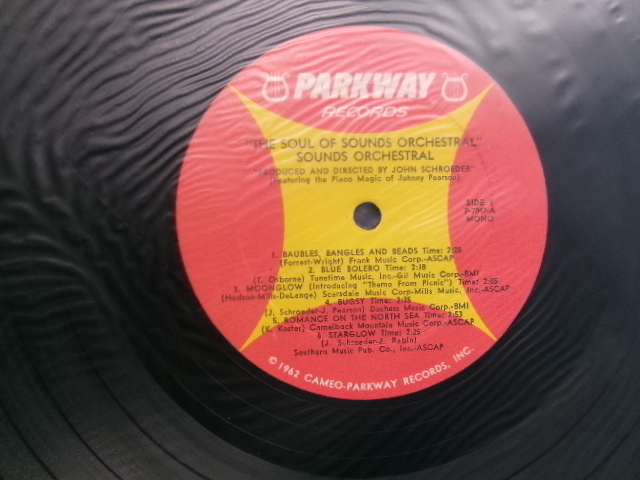 PARKWAY
RECORDS
"THE SOUL OF SOUNDS ORCHESTRAL"
SOUNDS ORCHESTRAL
"PRODUCED AND DIRECTED BY JOHN SCHROEDER"
(Featuring the Piano Magic of Johnny Pearson)
SIDE
MONO
1. BAUBLES, BANGLES AND BEADS Time: 2:25
(Forrest-Wright) Frank Music Corp.-ASCAP
2. BLUE BOLERO Time: 2:18
(T. Osborne) Tunetime Music, Inc.-Gil Music Corp.-BMI
3. MOONGLOW (Introducing "Theme From Picnic") Time: 2:55
(Hudson-Mills-DeLange) Scarsdale Music Corp-Mills Music, Inc.-ASCAP
4. BUGSY Time: 2:35
(J. Schroeder-J. Pearson) Duchess Music Corp.-BMI
5. ROMANCE ON THE NORTH SEA Time: 2:53
(K. Koster) Camelback Mountain Music Corp.-ASCAP
6. STARGLOW Time: 2:25
(J. Schroeder-J. Rabin)
Southern Music Pub. Co., Inc.-ASCAP
© 1962 CAMEO-PARKWAY RECORDS, INC.